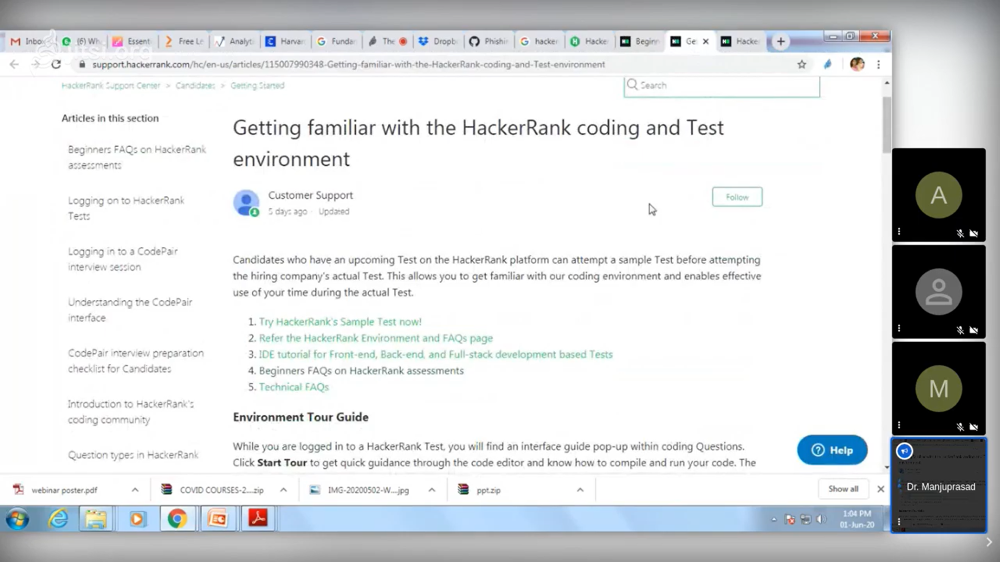 Inbo
(6) Wh
Essent
Free Le
Analyt
Harvar
Fundar
The
Dropb
Phishi
hacker
Hacke
Beginn
Ge
Hacke
itsi.org
support.hackerrank.com/hc/en-us/articles/115007990348-Getting-familiar-with-the-HackerRank-coding-and-Test-environment
HackerRank Support Center > Candidates > Getting Started
Search
Articles in this section
Beginners FAQs on HackerRank
assessments
Logging on to HackerRank
Tests
Logging in to a CodePair
interview session
Understanding the CodePair
interface
CodePair interview preparation
checklist for Candidates
Introduction to HackerRank's
coding community
Question types in HackerRank
Getting familiar with the HackerRank coding and Test
environment
Customer Support
5 days ago · Updated
Follow
Candidates who have an upcoming Test on the HackerRank platform can attempt a sample Test before attempting
the hiring company's actual Test. This allows you to get familiar with our coding environment and enables effective
use of your time during the actual Test.
1. Try HackerRank's Sample Test now!
2. Refer the HackerRank Environment and FAQs page
3. IDE tutorial for Front-end, Back-end, and Full-stack development based Tests
4. Beginners FAQs on HackerRank assessments
5. Technical FAQs
Environment Tour Guide
While you are logged in to a HackerRank Test, you will find an interface guide pop-up within coding Questions.
Click Start Tour to get quick guidance through the code editor and know how to compile and run your code. The
Help
A
M
Dr. Manjuprasad
webinar poster.pdf
COVID COURSES-2....zip
IMG-20200502-W....jpg
ppt.zip
Show all
1:04 PM
01-Jun-20